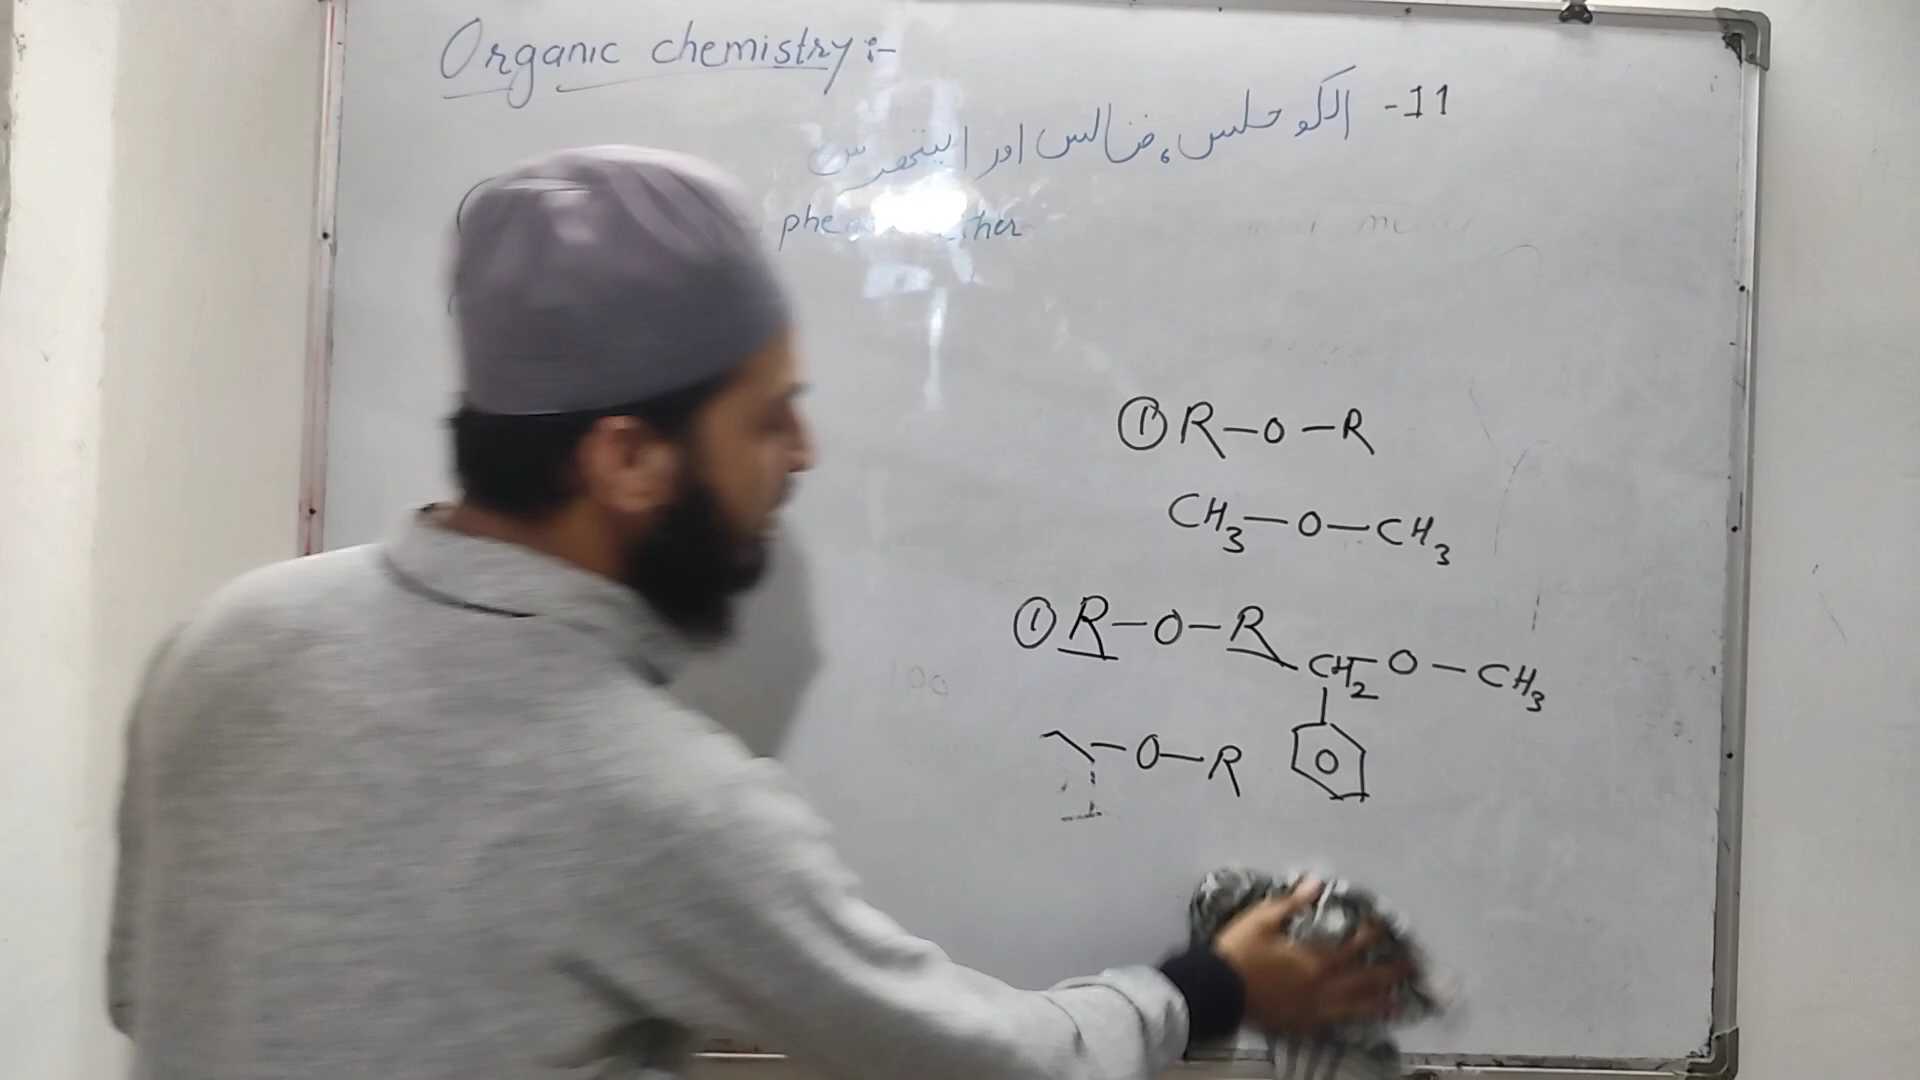 Organic chemistry :-
11- الکوحلس، فنالس اور ایتھرس
ther
① R-O-R
CH3-O-CH3
① R-O-R
CH2-O-CH3
-O-R